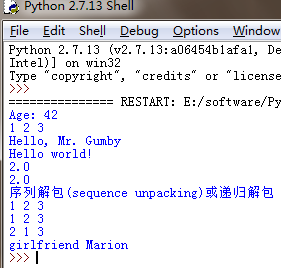 Python 2.7.13 Shell
File Edit Shell Debug Options Window
Python 2.7.13 (v2.7.13:a06454b1afa1, De
Intel)] on win32
Type "copyright", "credits" or "license
>>>
=============== RESTART: E:/software/Py
Age: 42
1 2 3
Hello, Mr. Gumby
Hello world!
2.0
2.0
序列解包(sequence unpacking)或递归解包
1 2 3
1 2 3
2 1 3
girlfriend Marion
>>>